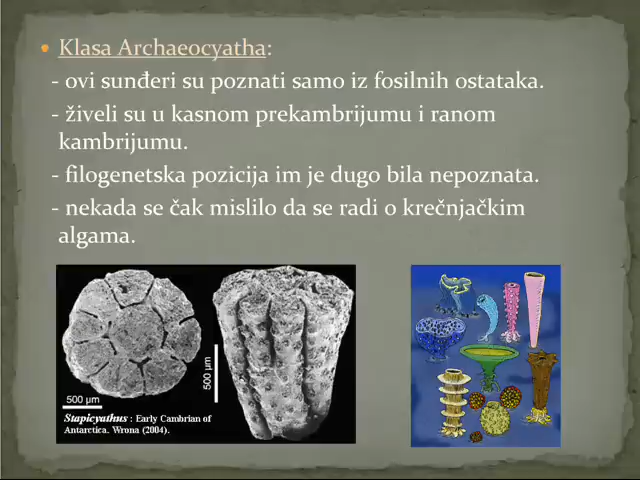 Klasa Archaeocyatha:
- ovi sunđeri su poznati samo iz fosilnih ostataka.
- živeli su u kasnom prekambrijumu i ranom
kambrijumu.
- filogenetska pozicija im je dugo bila nepoznata.
- nekada se čak mislilo da se radi o krečnjačkim
algama.
500 µm
500 µm
Stapicyathus : Early Cambrian of
Antarctica. Wrona (2004).